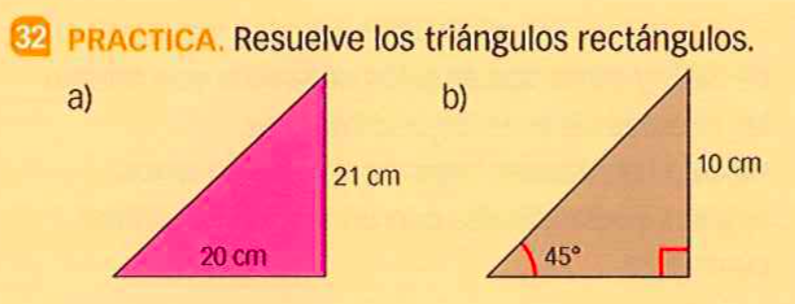 32 PRACTICA. Resuelve los triángulos rectángulos.
a)
b)
21 cm
10 cm
20 cm
45°